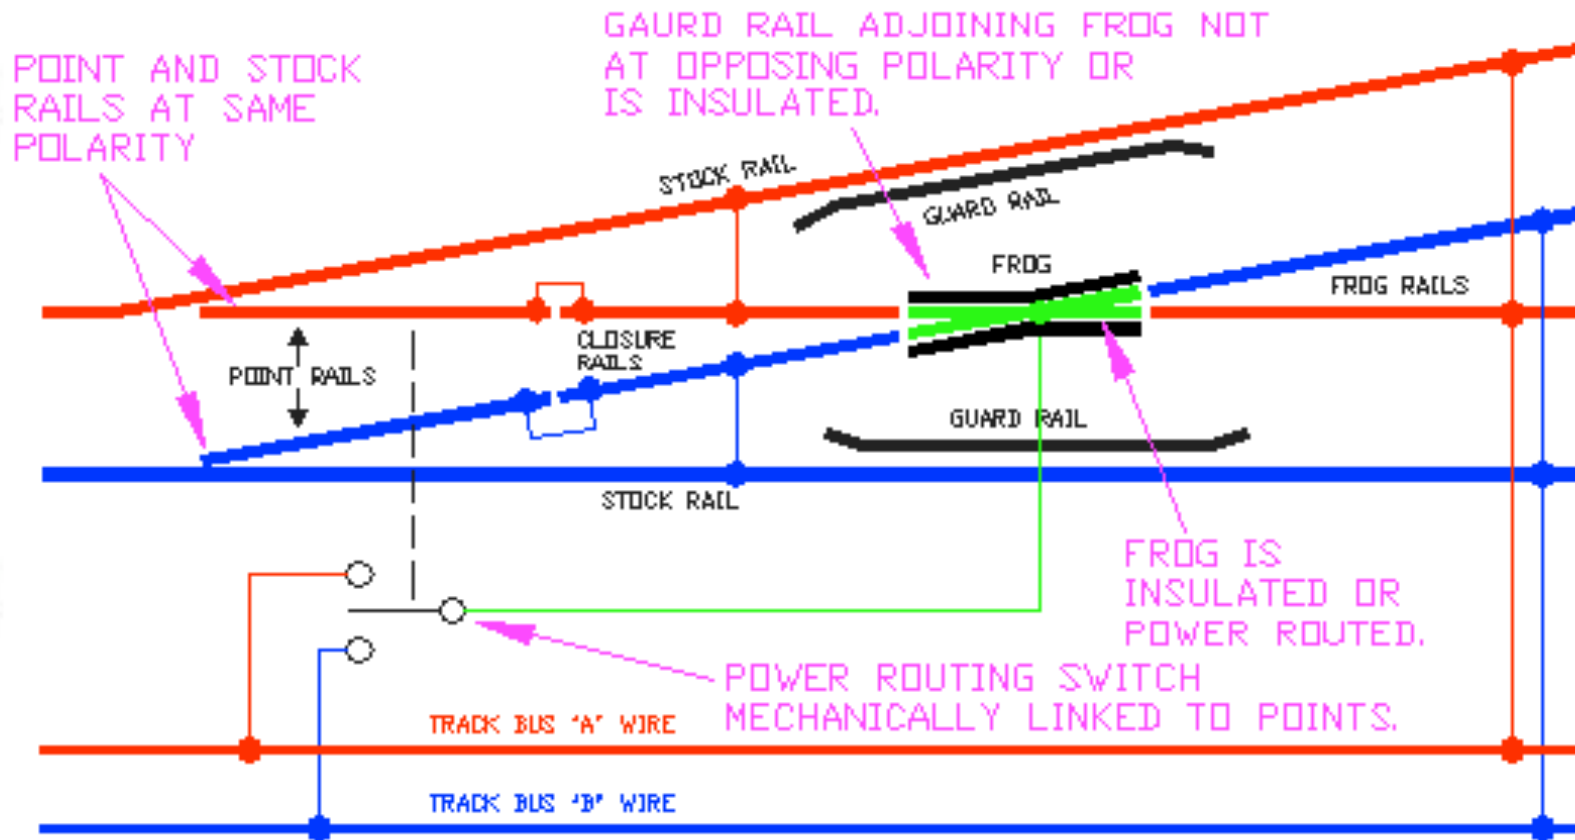 GAURD RAIL ADJOINING FROG NOT
AT OPPOSING POLARITY OR
IS INSULATED.
POINT AND STOCK
RAILS AT SAME
POLARITY
STOCK RAIL
GUARD RAIL
FROG
FROG RAILS
CLOSURE
RAILS
POINT RAILS
GUARD RAIL
STOCK RAIL
FROG IS
INSULATED OR
POWER ROUTED.
POWER ROUTING SWITCH
MECHANICALLY LINKED TO POINTS.
TRACK BUS 'A' WIRE
TRACK BUS 'B' WIRE